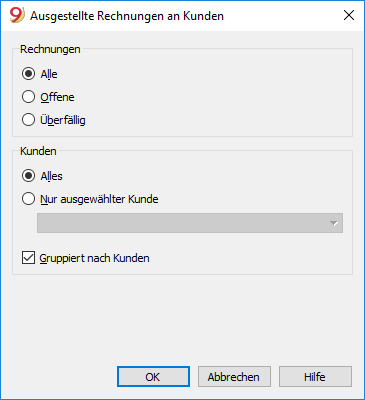 Ausgestellte Rechnungen an Kunden
Rechnungen
Alle
Offene
Überfällig
Kunden
Alles
Nur ausgewählter Kunde
Gruppiert nach Kunden
OK
Abbrechen
Hilfe